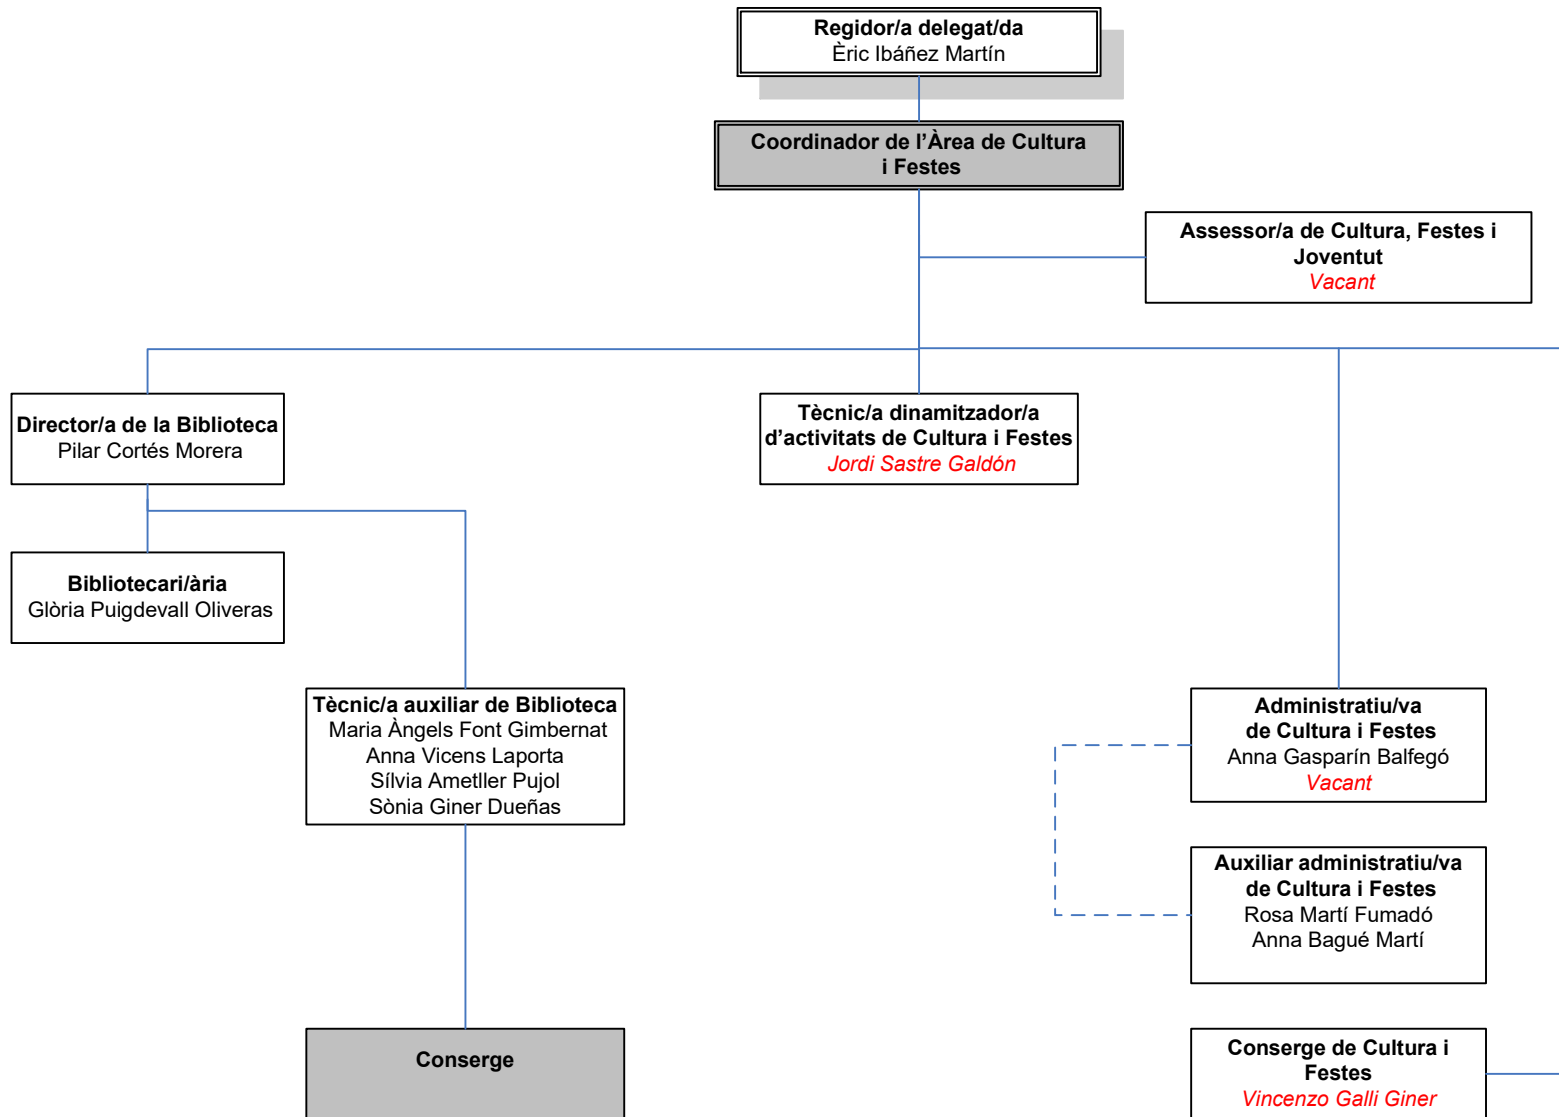 Regidor/a delegat/da
Èric Ibáñez Martín
Coordinador de l’Àrea de Cultura
i Festes
Assessor/a de Cultura, Festes i
Joventut
Vacant
Director/a de la Biblioteca
Pilar Cortés Morera
Tècnic/a dinamitzador/a
d’activitats de Cultura i Festes
Jordi Sastre Galdón
Bibliotecari/ària
Glòria Puigdevall Oliveras
Tècnic/a auxiliar de Biblioteca
Maria Àngels Font Gimbernat
Anna Vicens Laporta
Sílvia Ametller Pujol
Sònia Giner Dueñas
Administratiu/va
de Cultura i Festes
Anna Gasparín Balfegó
Vacant
Auxiliar administratiu/va
de Cultura i Festes
Rosa Martí Fumadó
Anna Bagué Martí
Conserge
Conserge de Cultura i
Festes
Vincenzo Galli Giner